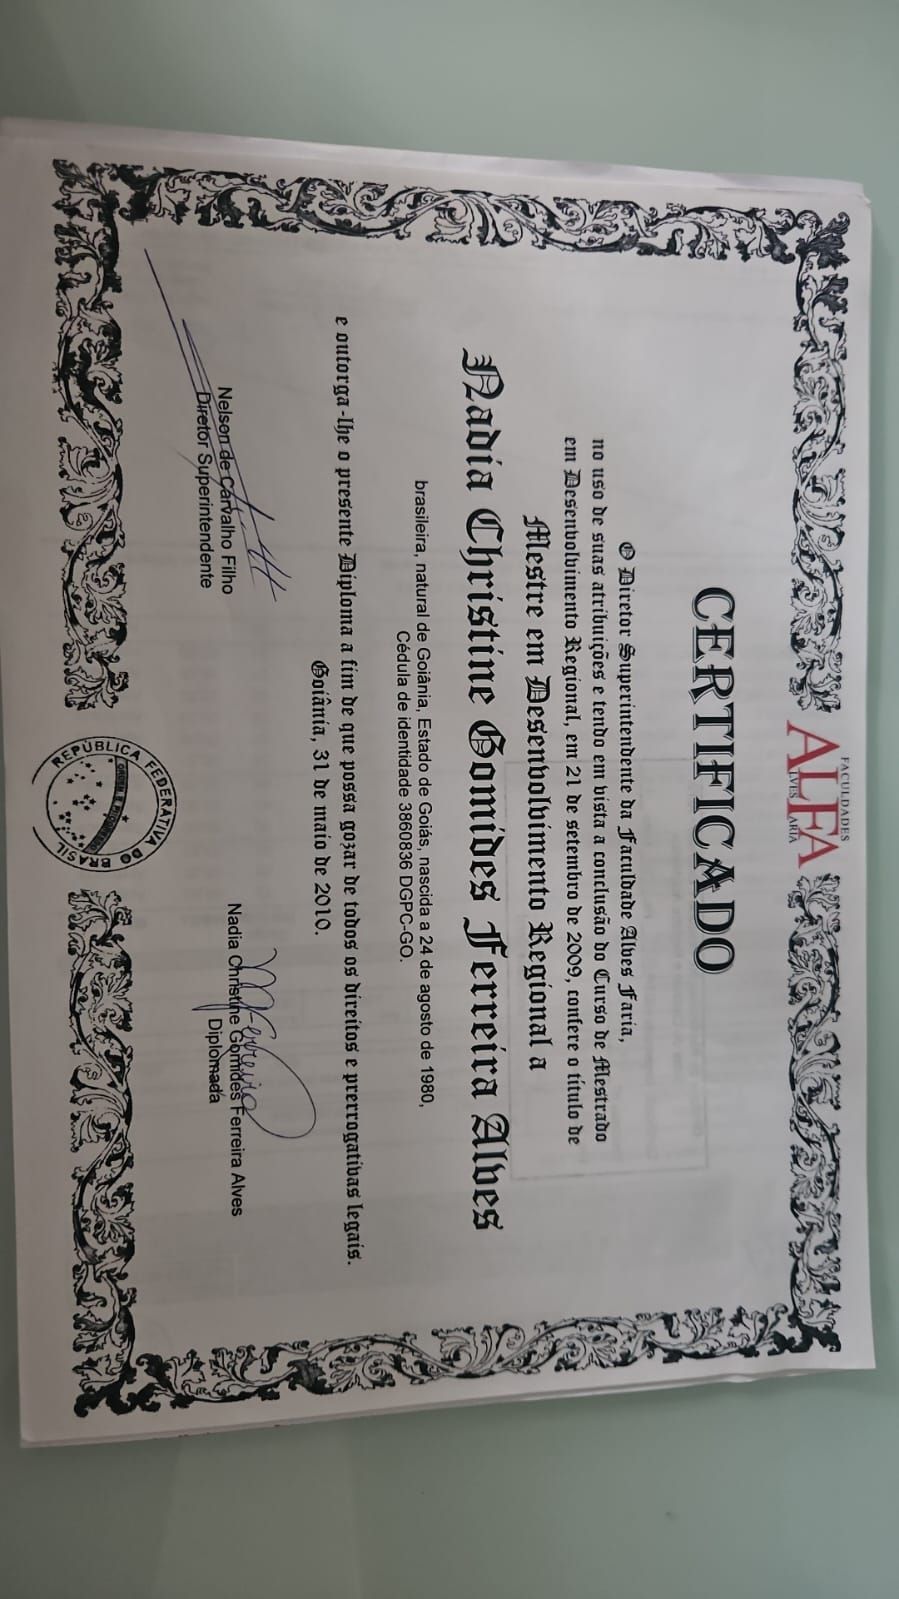 FACULDADES
ALFA
ALVES FARIA
CERTIFICADO
O Diretor Superintendente da Faculdade Alves Faria,
no uso de suas atribuições e tendo em vista a conclusão do Curso de Mestrado
em Desenvolvimento Regional, em 21 de setembro de 2009, confere o título de
Mestre em Desenvolvimento Regional a
Nadia Christine Gomides Ferreira Alves
brasileira, natural de Goiânia, Estado de Goiás, nascida a 24 de agosto de 1980,
Cédula de identidade 3860836 DGPC-GO.
e outorga-lhe o presente Diploma a fim de que possa gozar de todos os direitos e prerrogativas legais.
Goiânia, 31 de maio de 2010.
Nelson de Carvalho Filho
Diretor Superintendente
Nadia Christine Gomides Ferreira Alves
Diplomada
REPÚBLICA FEDERATIVA DO BRASIL
ORDEM E PROGRESSO